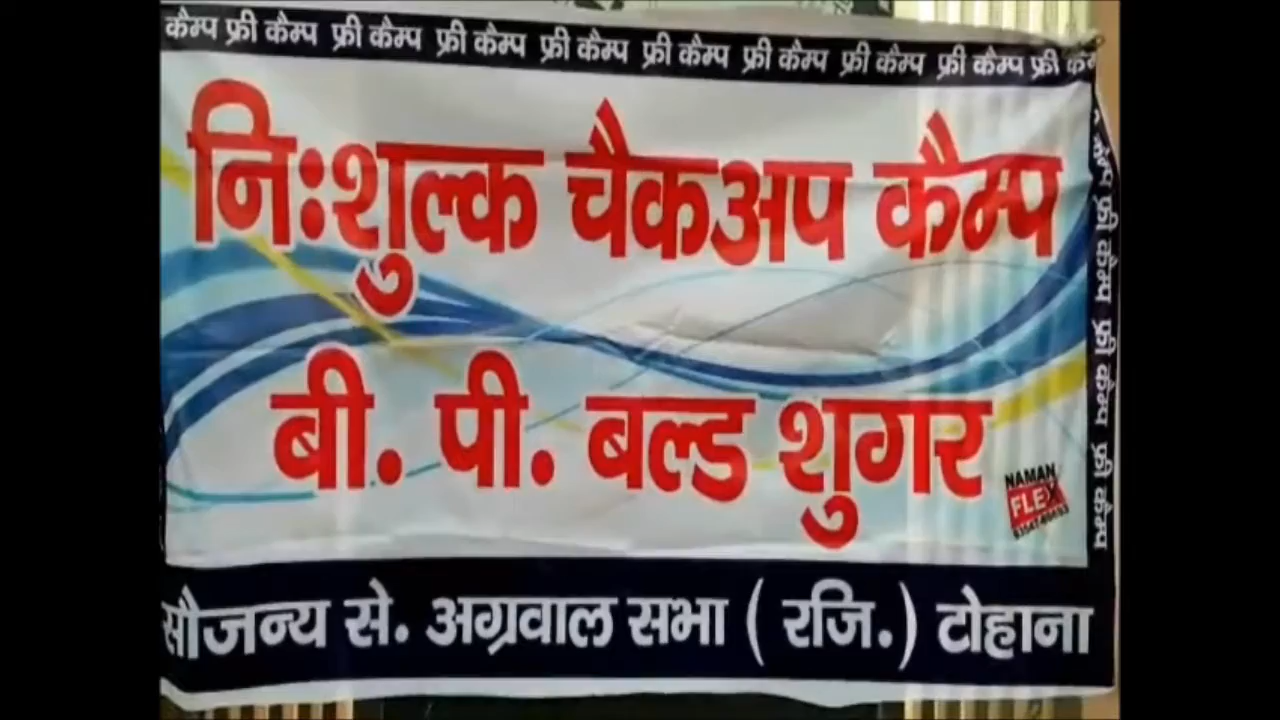 कैम्प फ्री कैम्प फ्री कैम्प फ्री कैम्प फ्री कैम्प फ्री कैम्प फ्री कैम्प फ्री कैम्प फ्री कैम्प फ्री
निःशुल्क चैकअप कैम्प
बी. पी. बल्ड शुगर
NAMAN
FLEX
सौजन्य से. अग्रवाल सभा ( रजि.) टोहाना
फ्री कैम्प फ्री कैम्प फ्री कैम्प